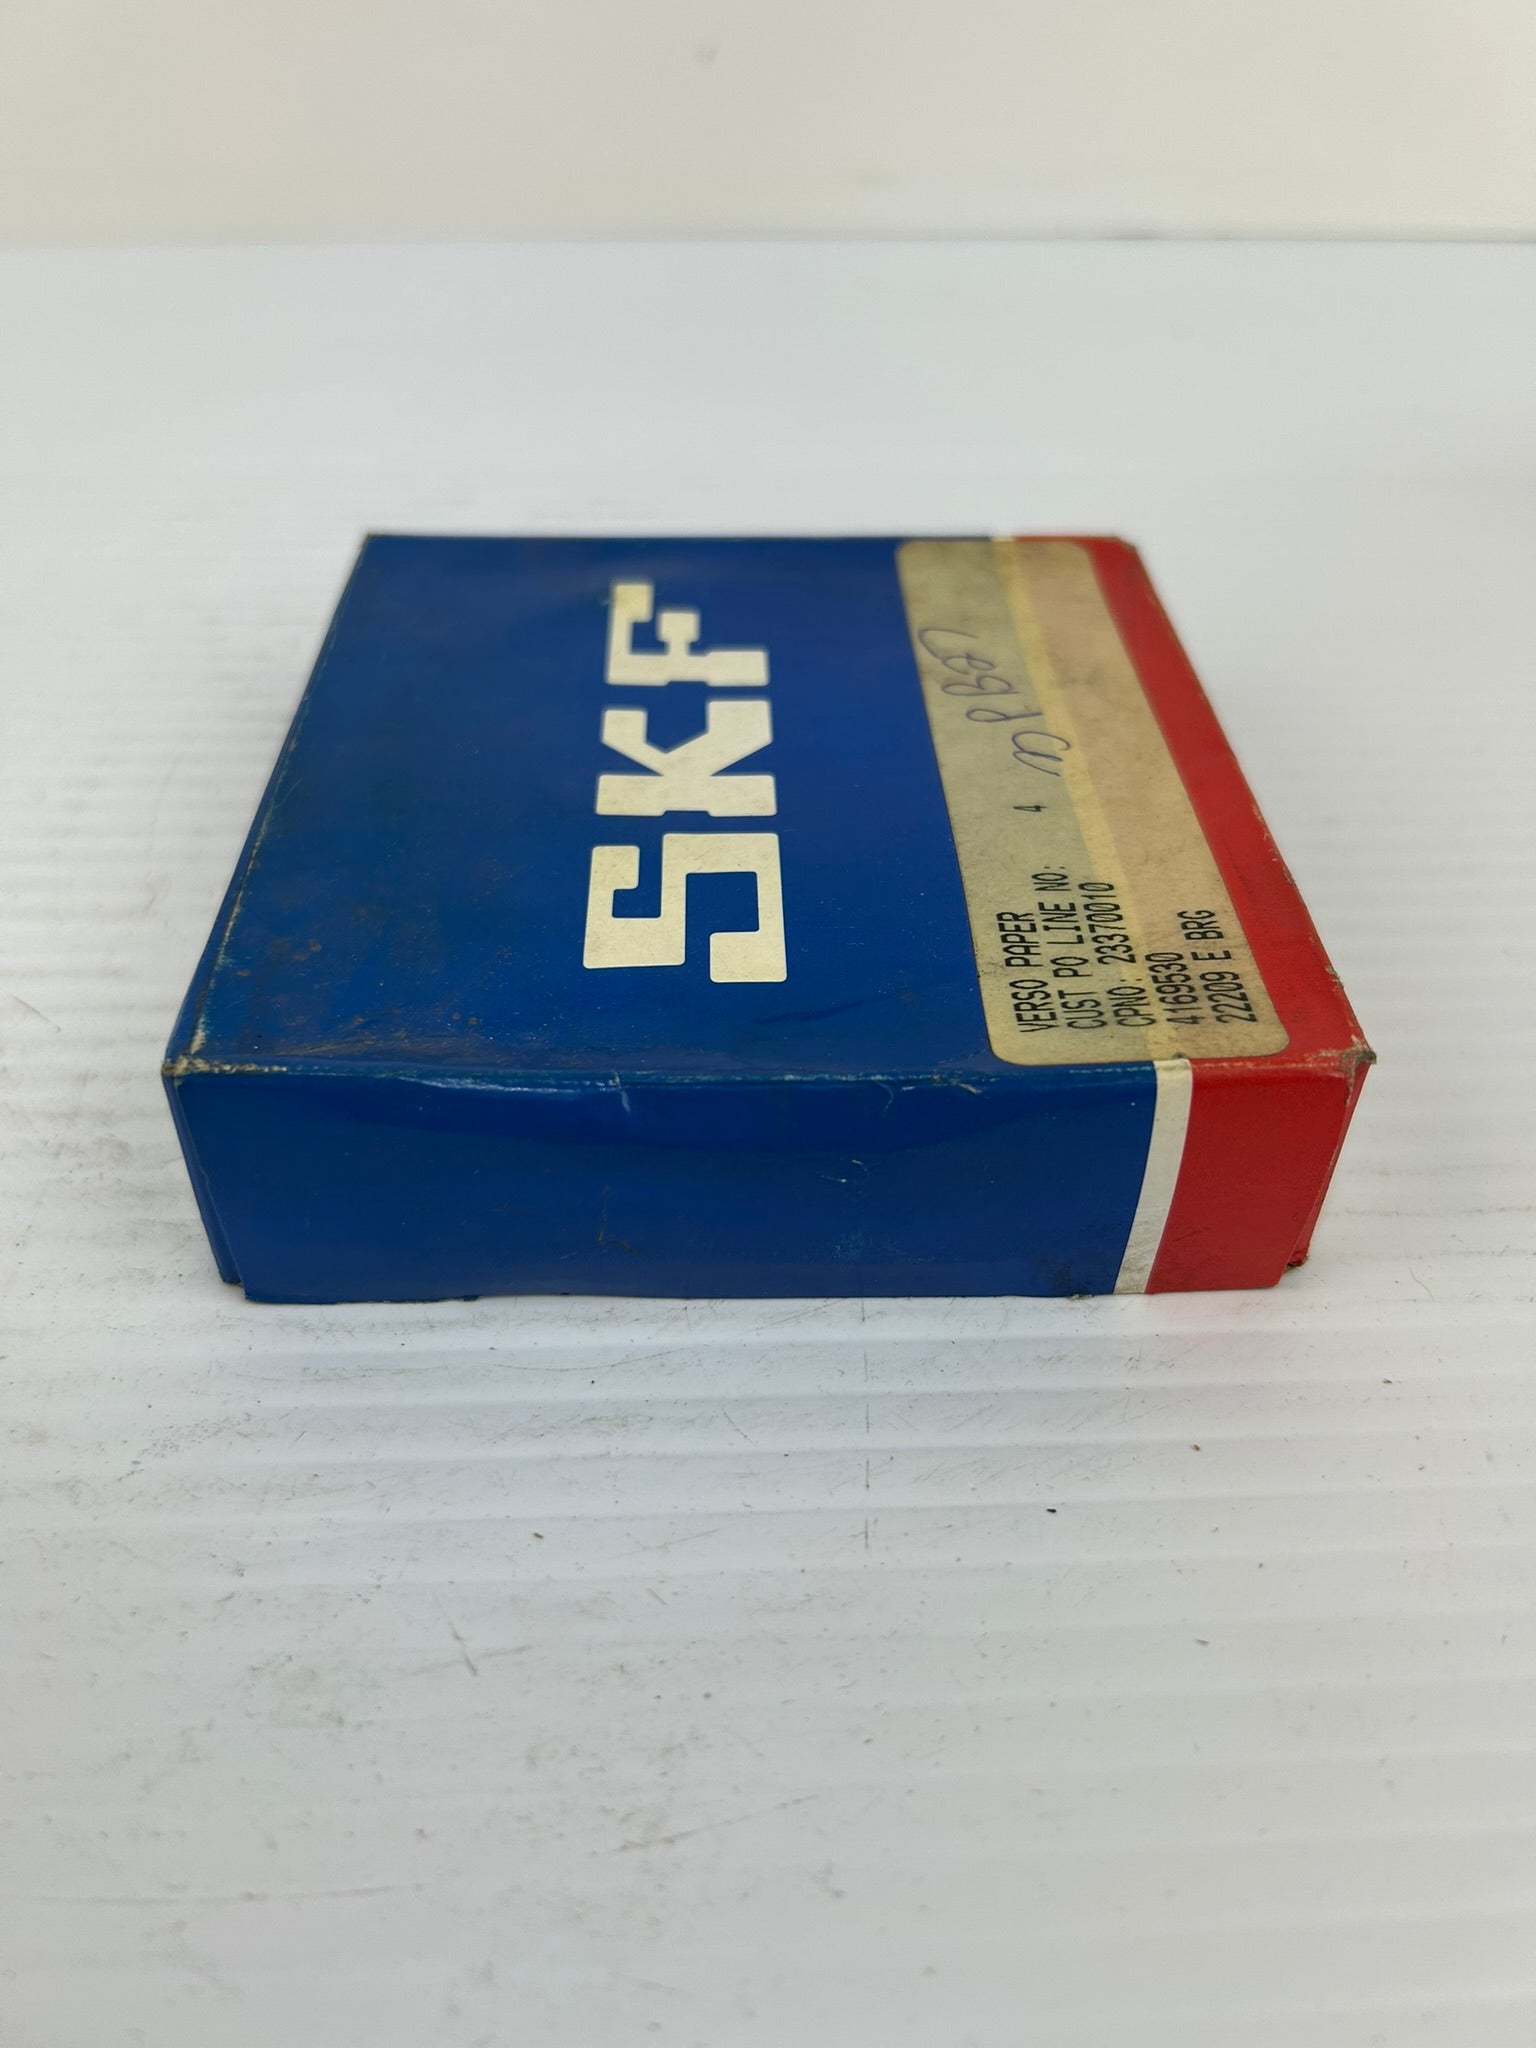 SKF
VERSO PAPER
CUST PO LINE NO: 4
CPNO: 23370010
4169530
22209 E BRG